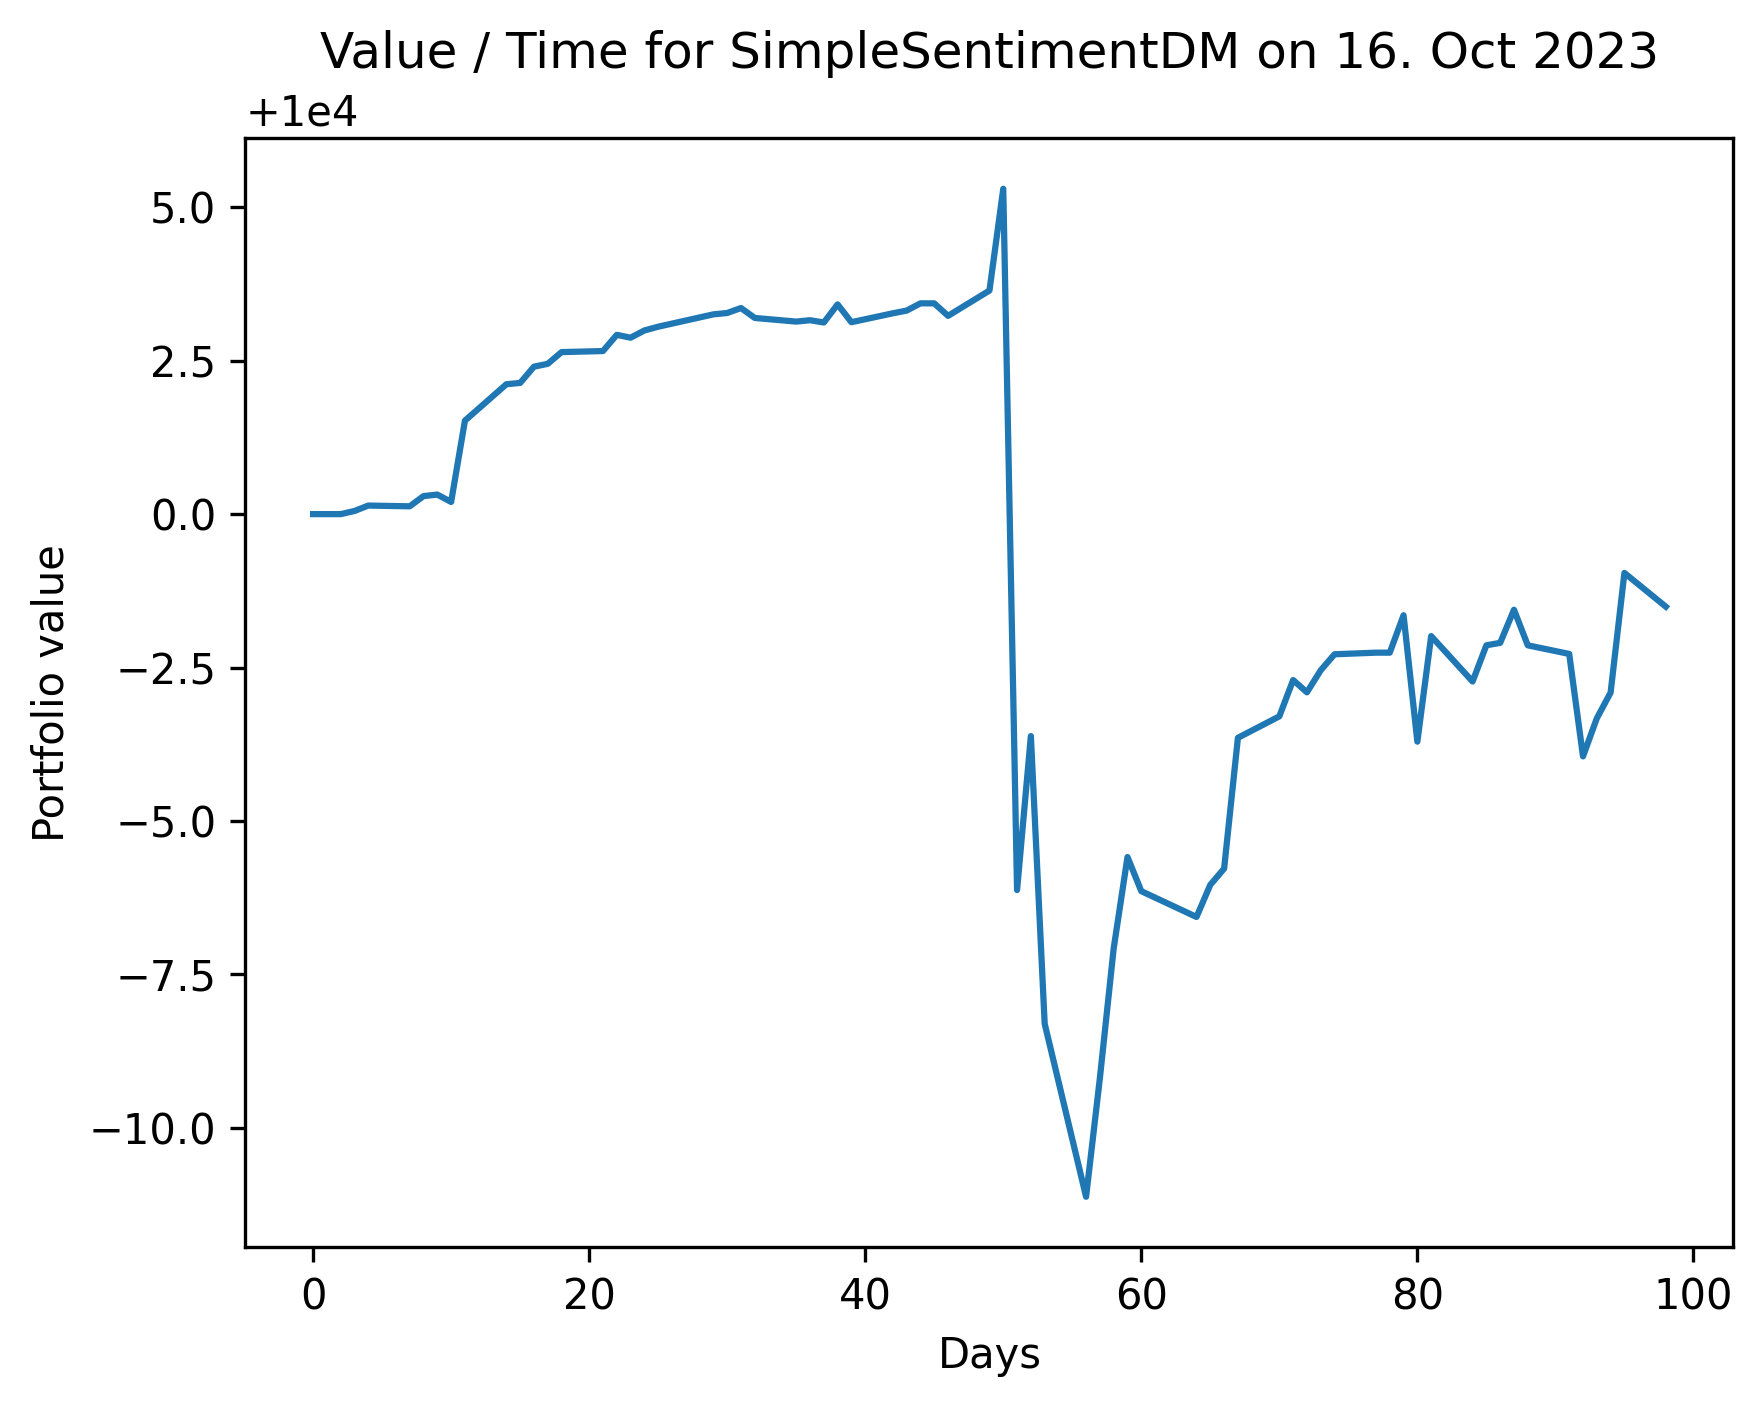 Value / Time for SimpleSentimentDM on 16. Oct 2023
+1e4
5.0
2.5
0.0
−2.5
−5.0
−7.5
−10.0
Portfolio value
0 20 40 60 80 100
Days